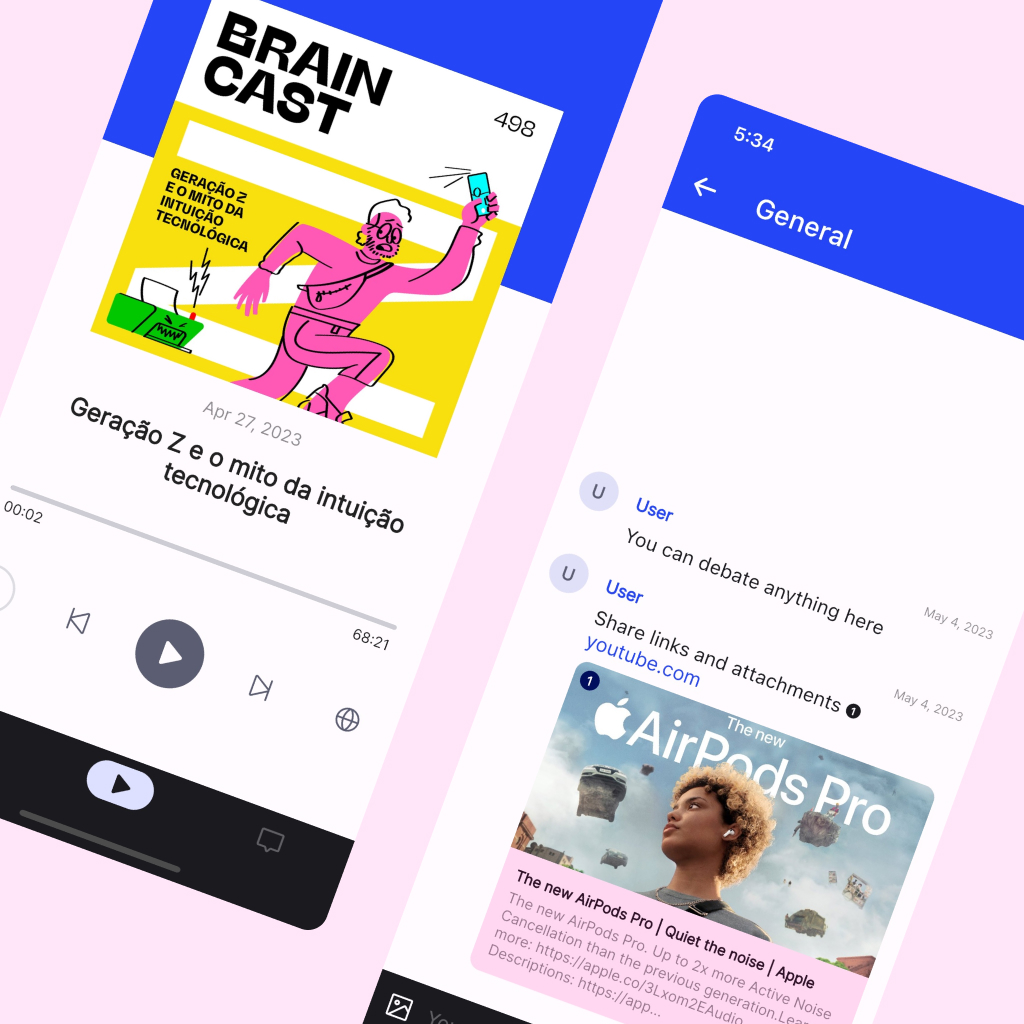 BRAIN
CAST
498
GERAÇÃO Z
E O MITO DA
INTUIÇÃO
TECNOLÓGICA
Apr 27, 2023
Geração Z e o mito da intuição
tecnológica
00:02
68:21
5:34
General
U
User
You can debate anything here
May 4, 2023
U
User
Share links and attachments 1
May 4, 2023
youtube.com
1
The new
AirPods Pro
The new AirPods Pro | Quiet the noise | Apple
The new AirPods Pro. Up to 2x more Active Noise
Cancellation than the previous generation.Lear
more: https://apple.co/3Lxom2EAudio
Descriptions: https://app...